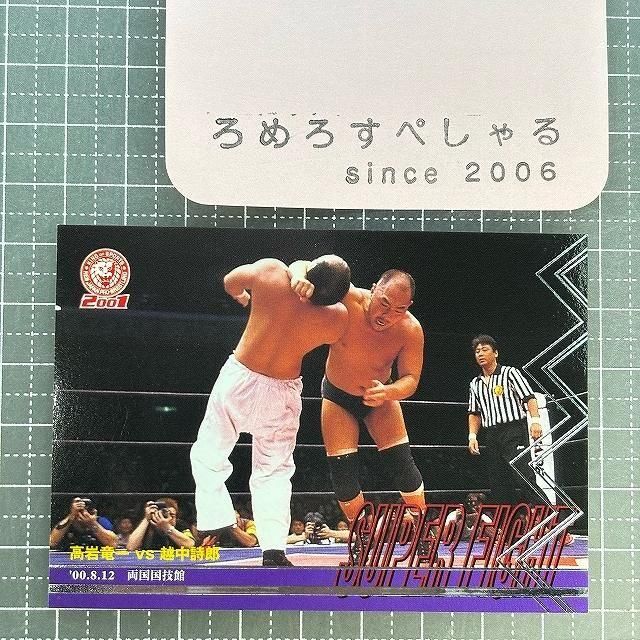 ろめろすぺしゃる
since 2006
2001
SUPER FIGHT
高岩竜一 vs 越中詩郎
'00.8.12 両国国技館